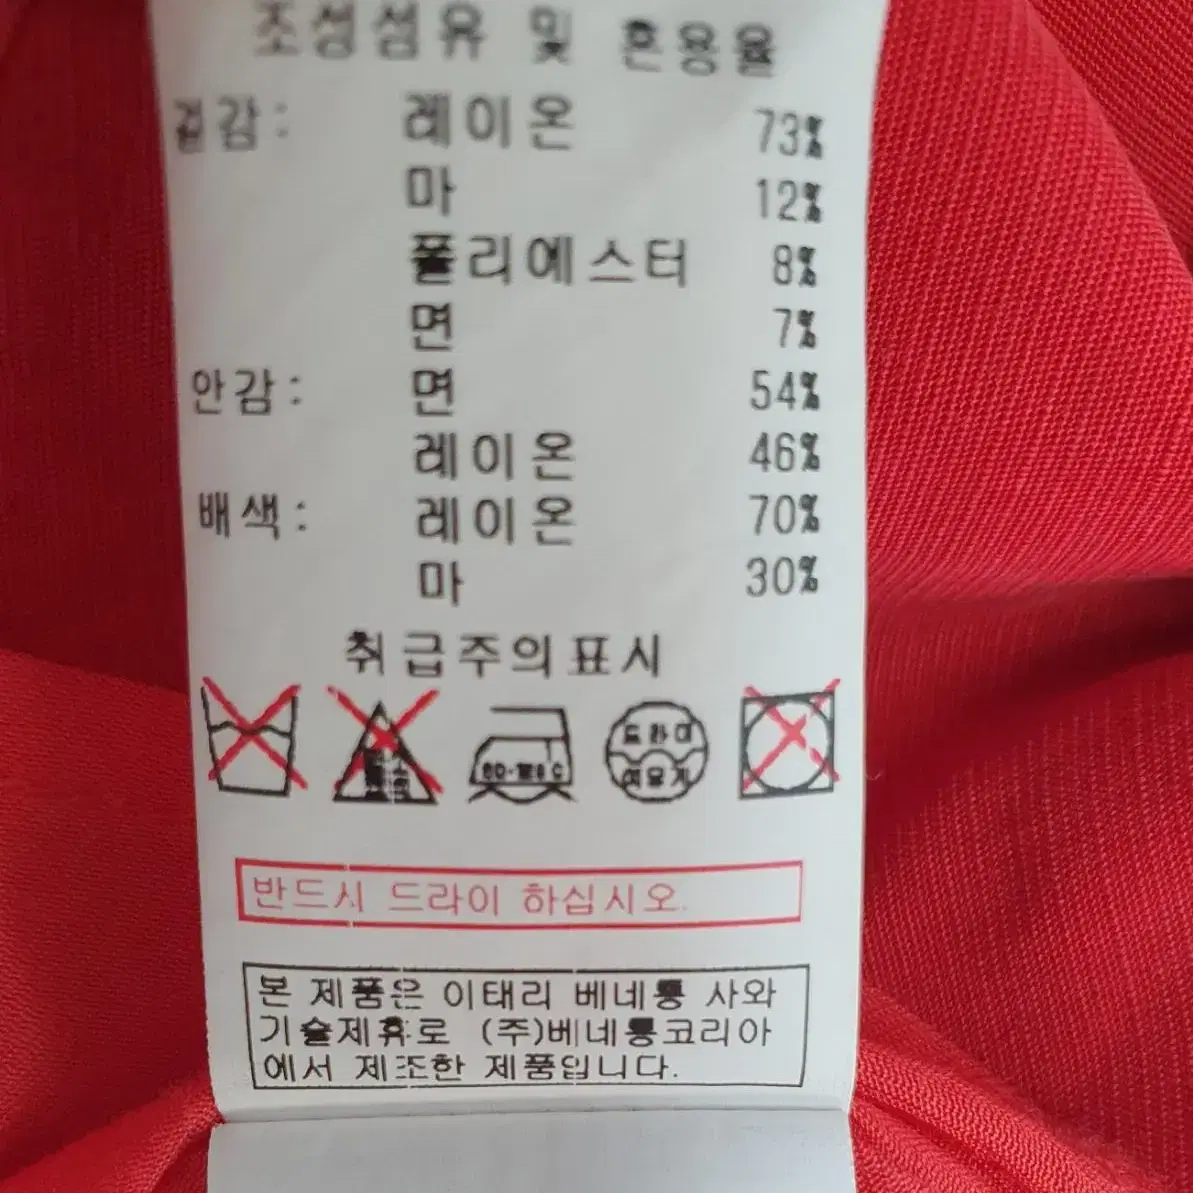 조성섬유 및 혼용율
겉감: 레이온 73%
마 12%
폴리에스터 8%
면 7%
안감: 면 54%
레이온 46%
배색: 레이온 70%
마 30%
취급주의표시
드라이
반드시 드라이 하십시오.
본 제품은 이태리 베네통 사와
기술제휴로 (주)베네통코리아
에서 제조한 제품입니다.